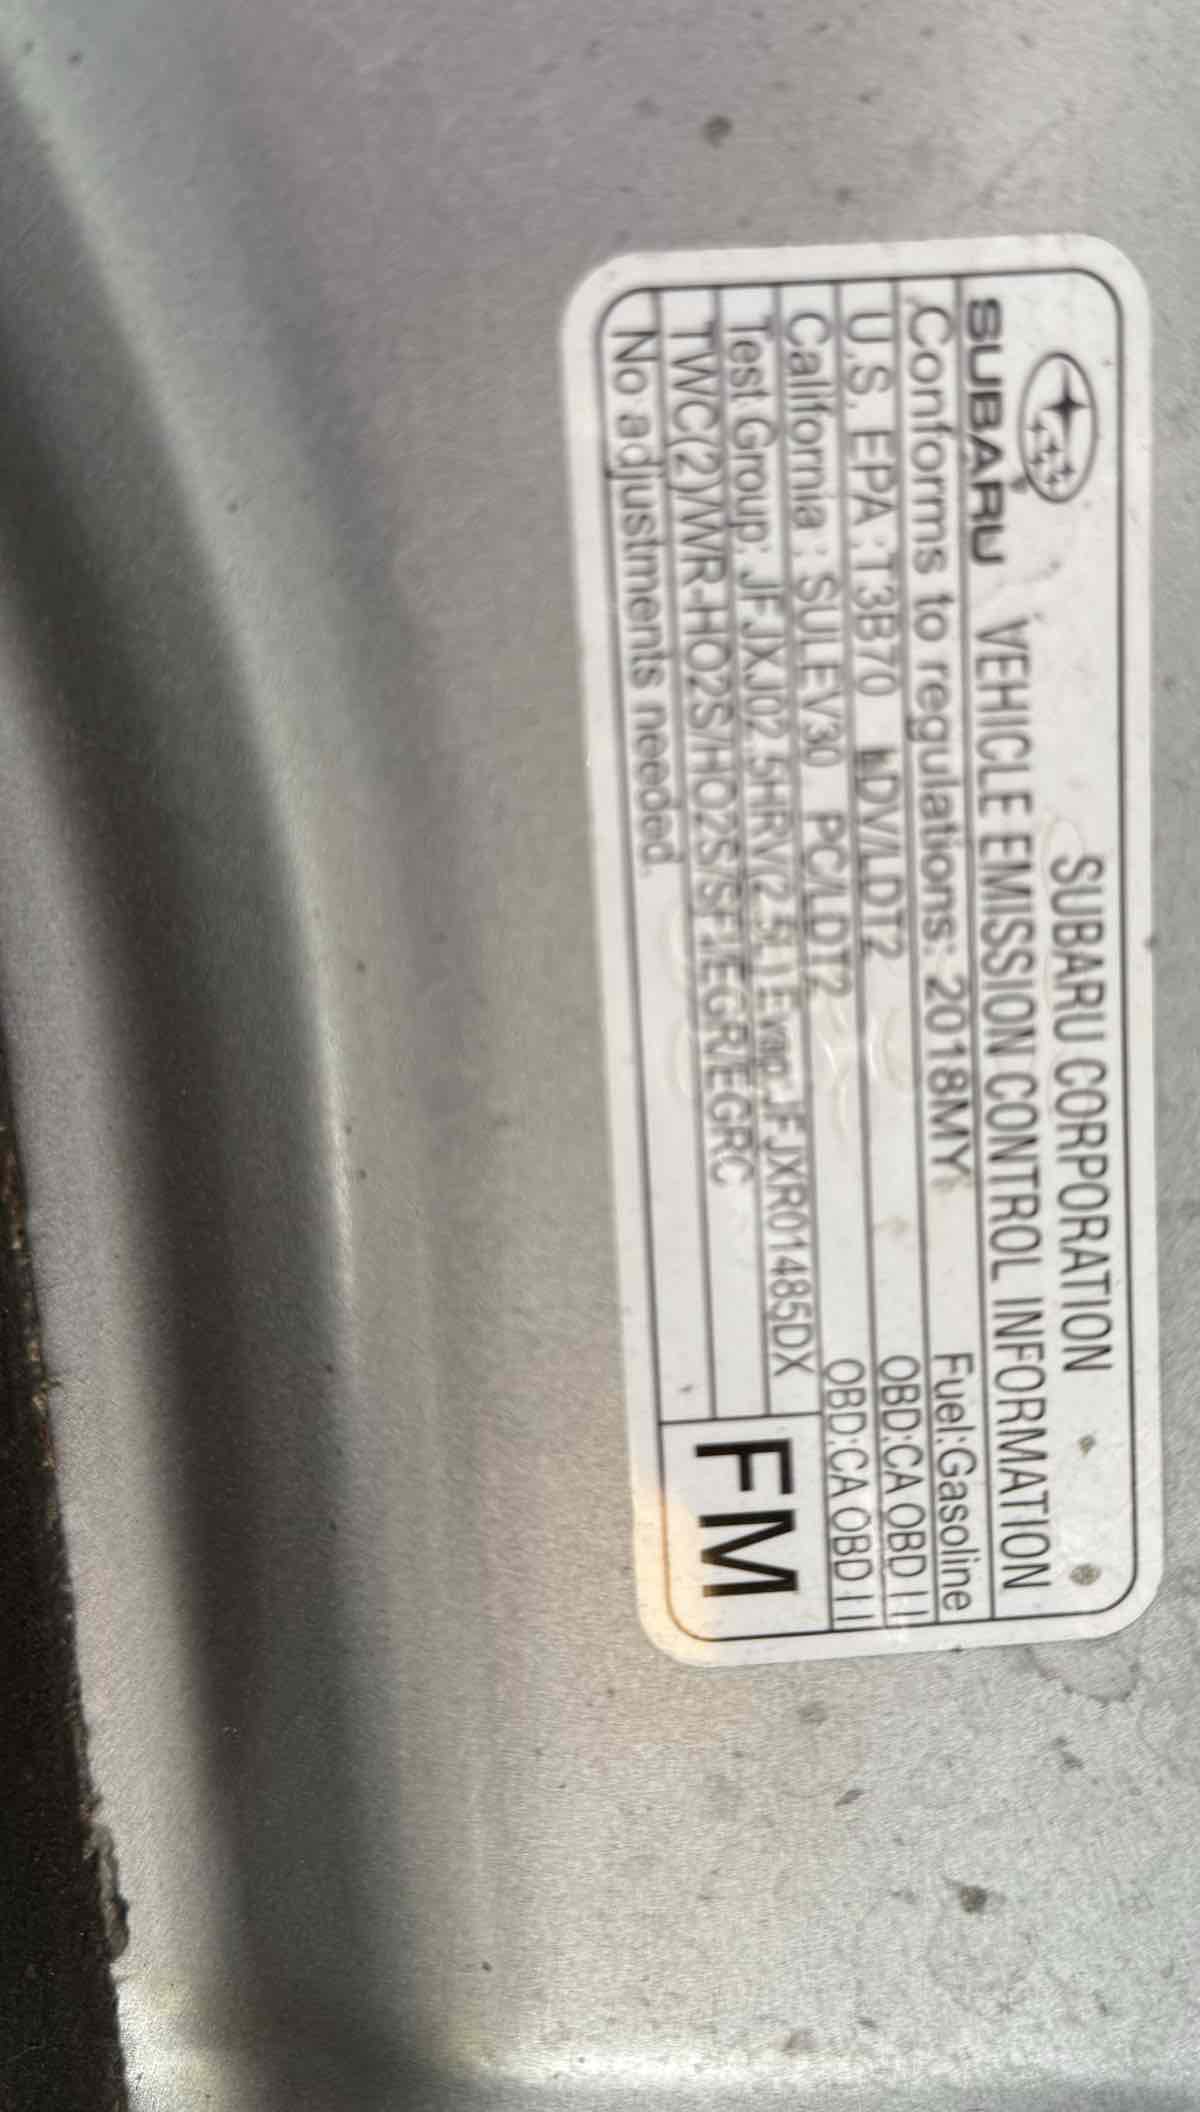 SUBARU CORPORATION
SUBARU VEHICLE EMISSION CONTROL INFORMATION
Conforms to regulations: 2018MY Fuel:Gasoline
U.S. EPA : T3B70 LDV/LDT2 OBD:CA OBD II
California : SULEV30 PC/LDT2 OBD:CA OBD II
Test Group: JFJXJ02.5HRV(2.5L) Evap: JFJXR01485DX
TWC(2)/WR-HO2S/HO2S/SFI/EGR/EGRC
No adjustments needed.
FM